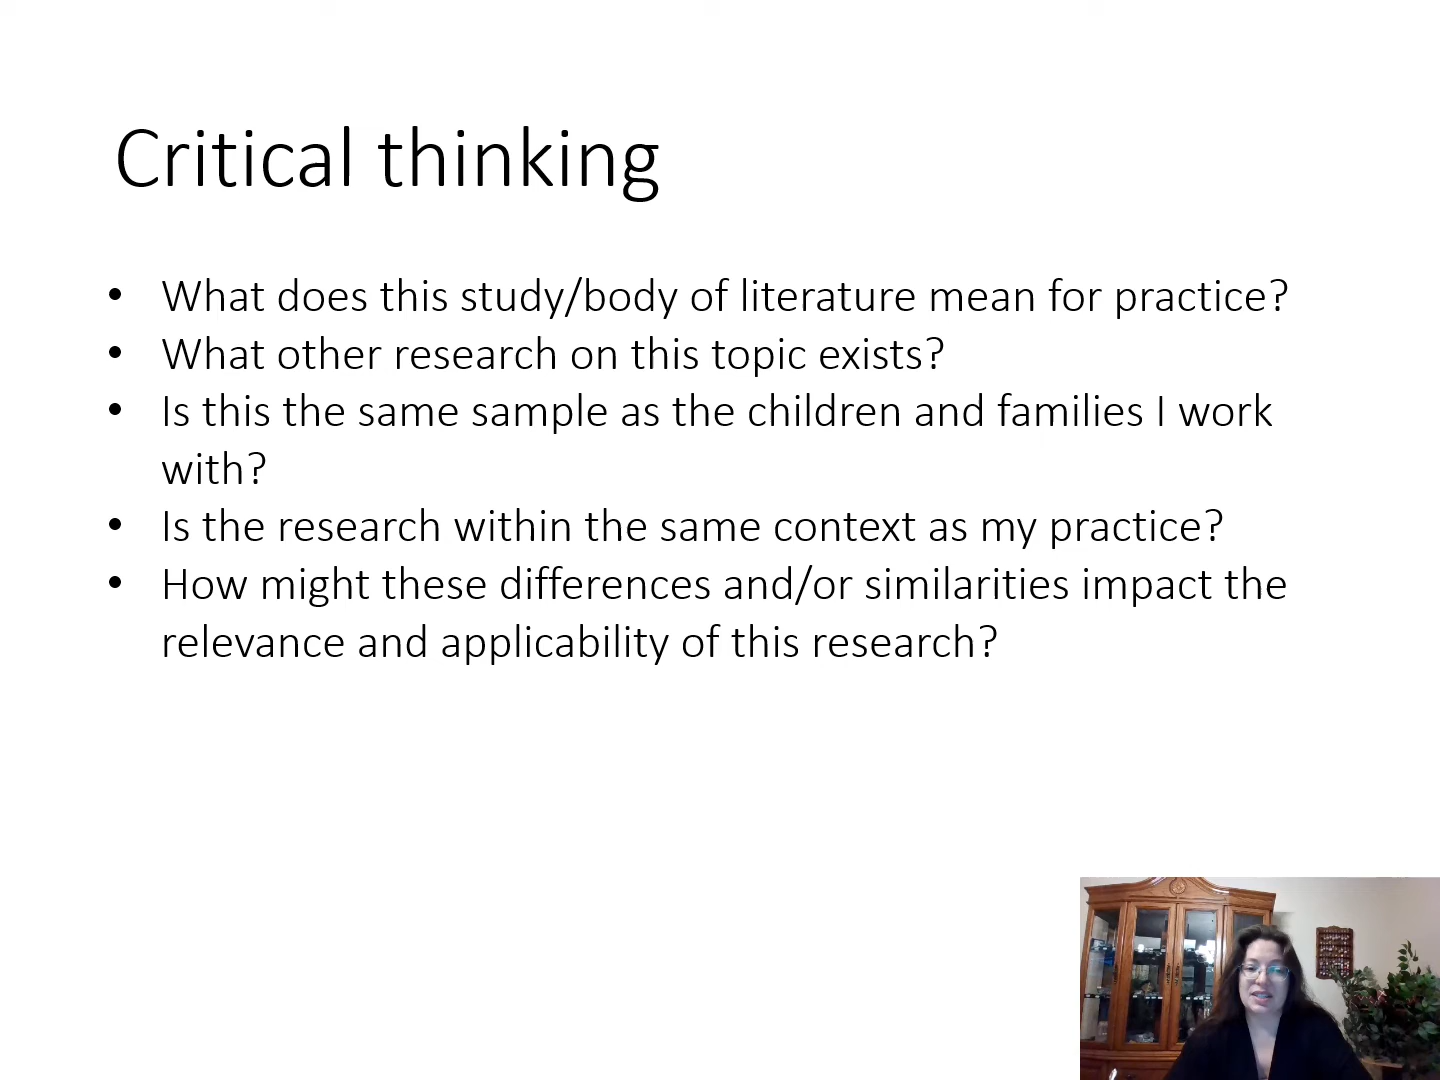 Critical thinking
• What does this study/body of literature mean for practice?
• What other research on this topic exists?
• Is this the same sample as the children and families I work
with?
• Is the research within the same context as my practice?
• How might these differences and/or similarities impact the
relevance and applicability of this research?